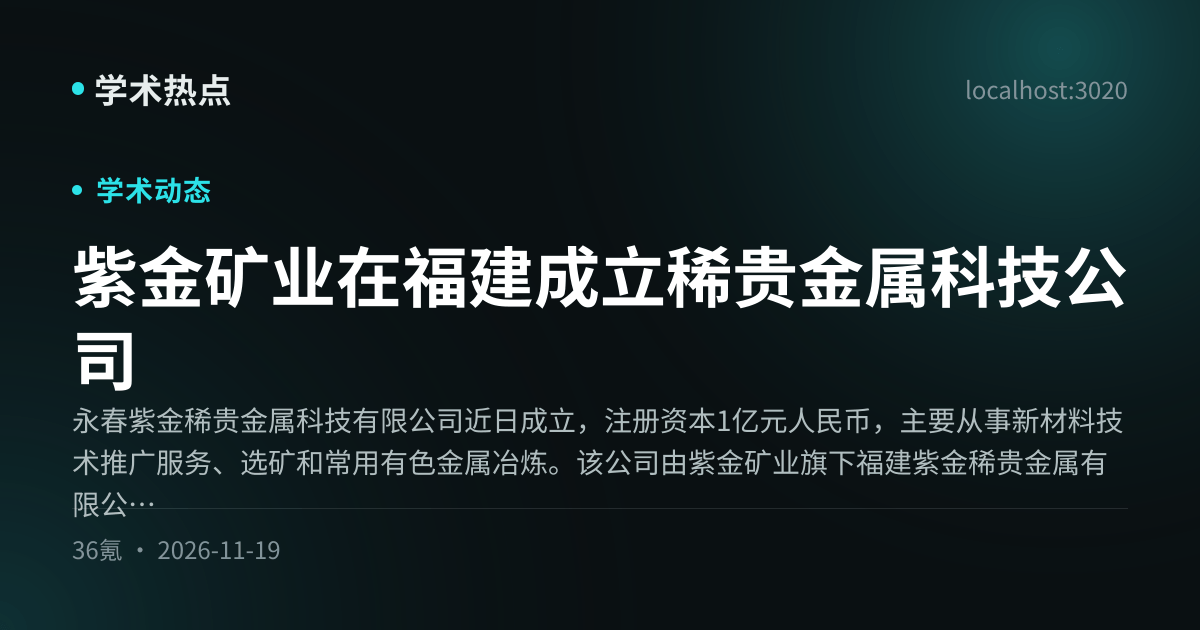 学术热点
localhost:3020
学术动态
紫金矿业在福建成立稀贵金属科技公
司
永春紫金稀贵金属科技有限公司近日成立，注册资本1亿元人民币，主要从事新材料技
术推广服务、选矿和常用有色金属冶炼。该公司由紫金矿业旗下福建紫金稀贵金属有
限公…
36氪 · 2026-11-19